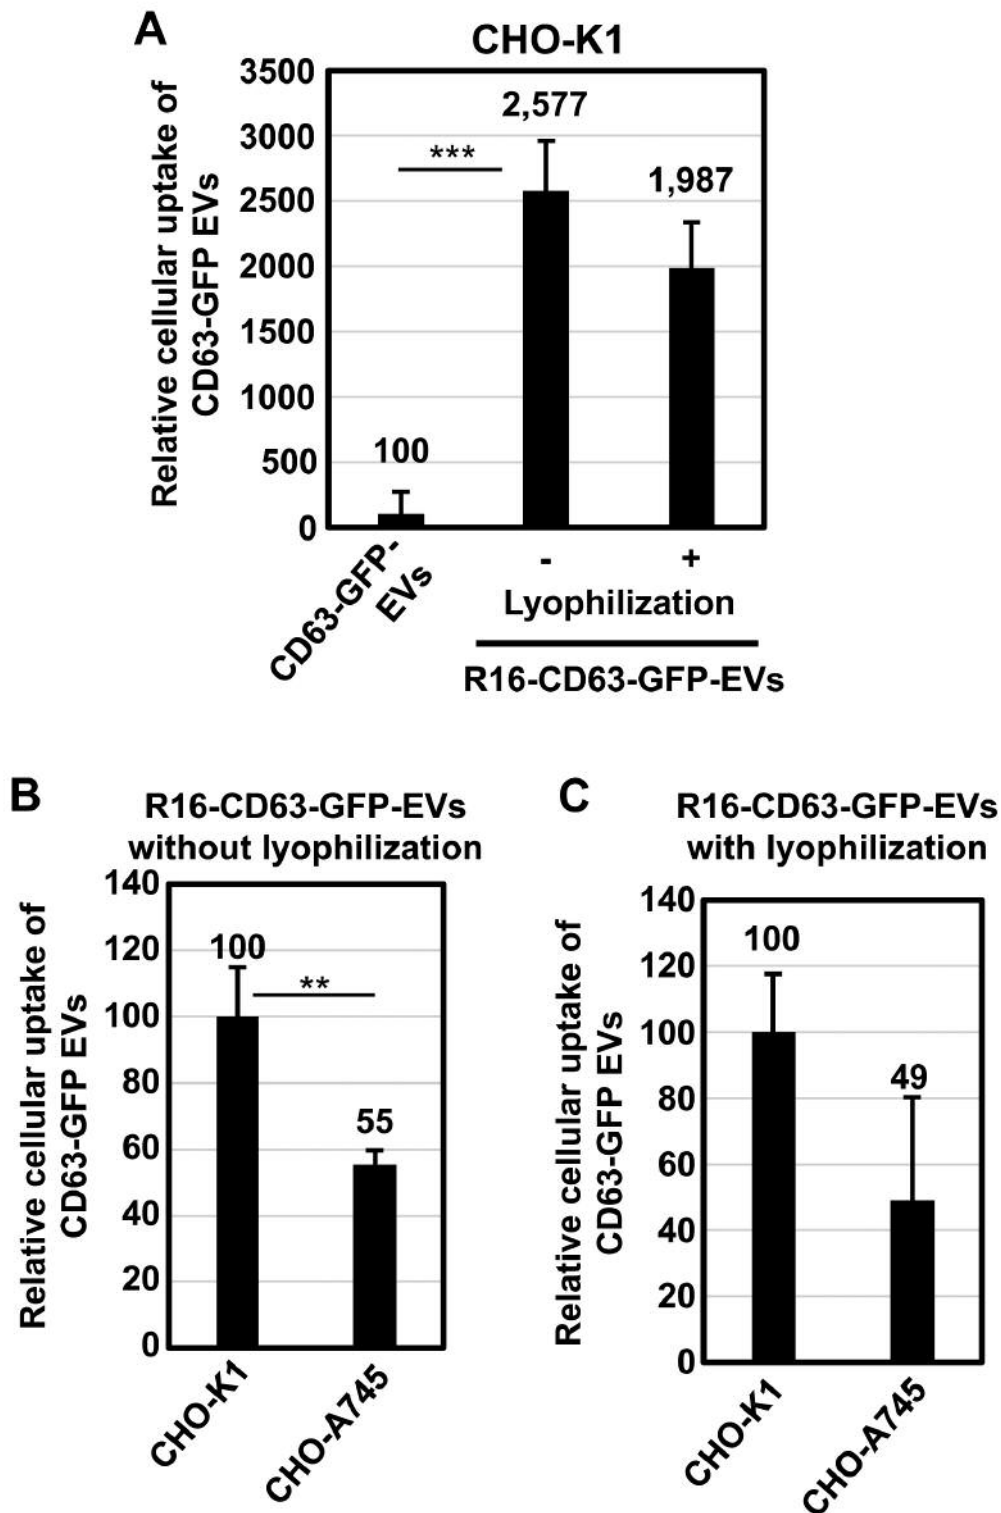 A
CHO-K1
Relative cellular uptake of
CD63-GFP EVs
3500
3000
2500
2000
1500
1000
500
0
2,577
***
1,987
100
CD63-GFP-
EVs
-
+
Lyophilization
R16-CD63-GFP-EVs
B
R16-CD63-GFP-EVs
without lyophilization
Relative cellular uptake of
CD63-GFP EVs
140
120
100
80
60
40
20
0
100
**
55
CHO-K1
CHO-A745
C
R16-CD63-GFP-EVs
with lyophilization
Relative cellular uptake of
CD63-GFP EVs
140
120
100
80
60
40
20
0
100
49
CHO-K1
CHO-A745